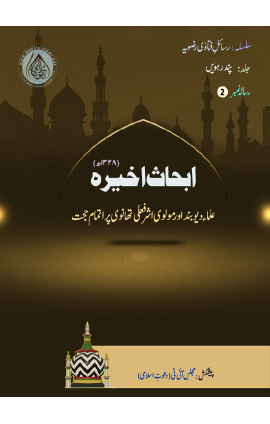 سلسلہ: رسائلِ فتاویٰ رضویہ
جلد: پندرہویں
رسالہ نمبر 2
(۱۳۲۸ھ)
ابحاث اخیرہ
علماء دیوبند اور مولوی اشرفعلی تھانوی پر اتمام حجت
پیشکش: مجلس آئی ٹی (دعوتِ اسلامی)